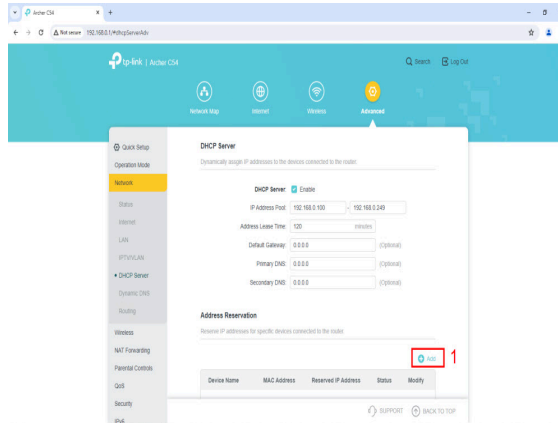 Archer C54
Not secure 192.168.0.1/#dhcpServerAdv
tp-link | Archer C54
Search
Log Out
Network Map
Internet
Wireless
Advanced
Quick Setup
Operation Mode
Network
Status
Internet
LAN
IPTV/VLAN
DHCP Server
Dynamic DNS
Routing
Wireless
NAT Forwarding
Parental Controls
QoS
Security
IPv6
DHCP Server
Dynamically assign IP addresses to the devices connected to the router.
DHCP Server: Enable
IP Address Pool: 192.168.0.100 - 192.168.0.249
Address Lease Time: 120 minutes
Default Gateway: 0.0.0.0 (Optional)
Primary DNS: 0.0.0.0 (Optional)
Secondary DNS: 0.0.0.0 (Optional)
Address Reservation
Reserve IP addresses for specific devices connected to the router.
Add 1
Device Name MAC Address Reserved IP Address Status Modify
SUPPORT BACK TO TOP